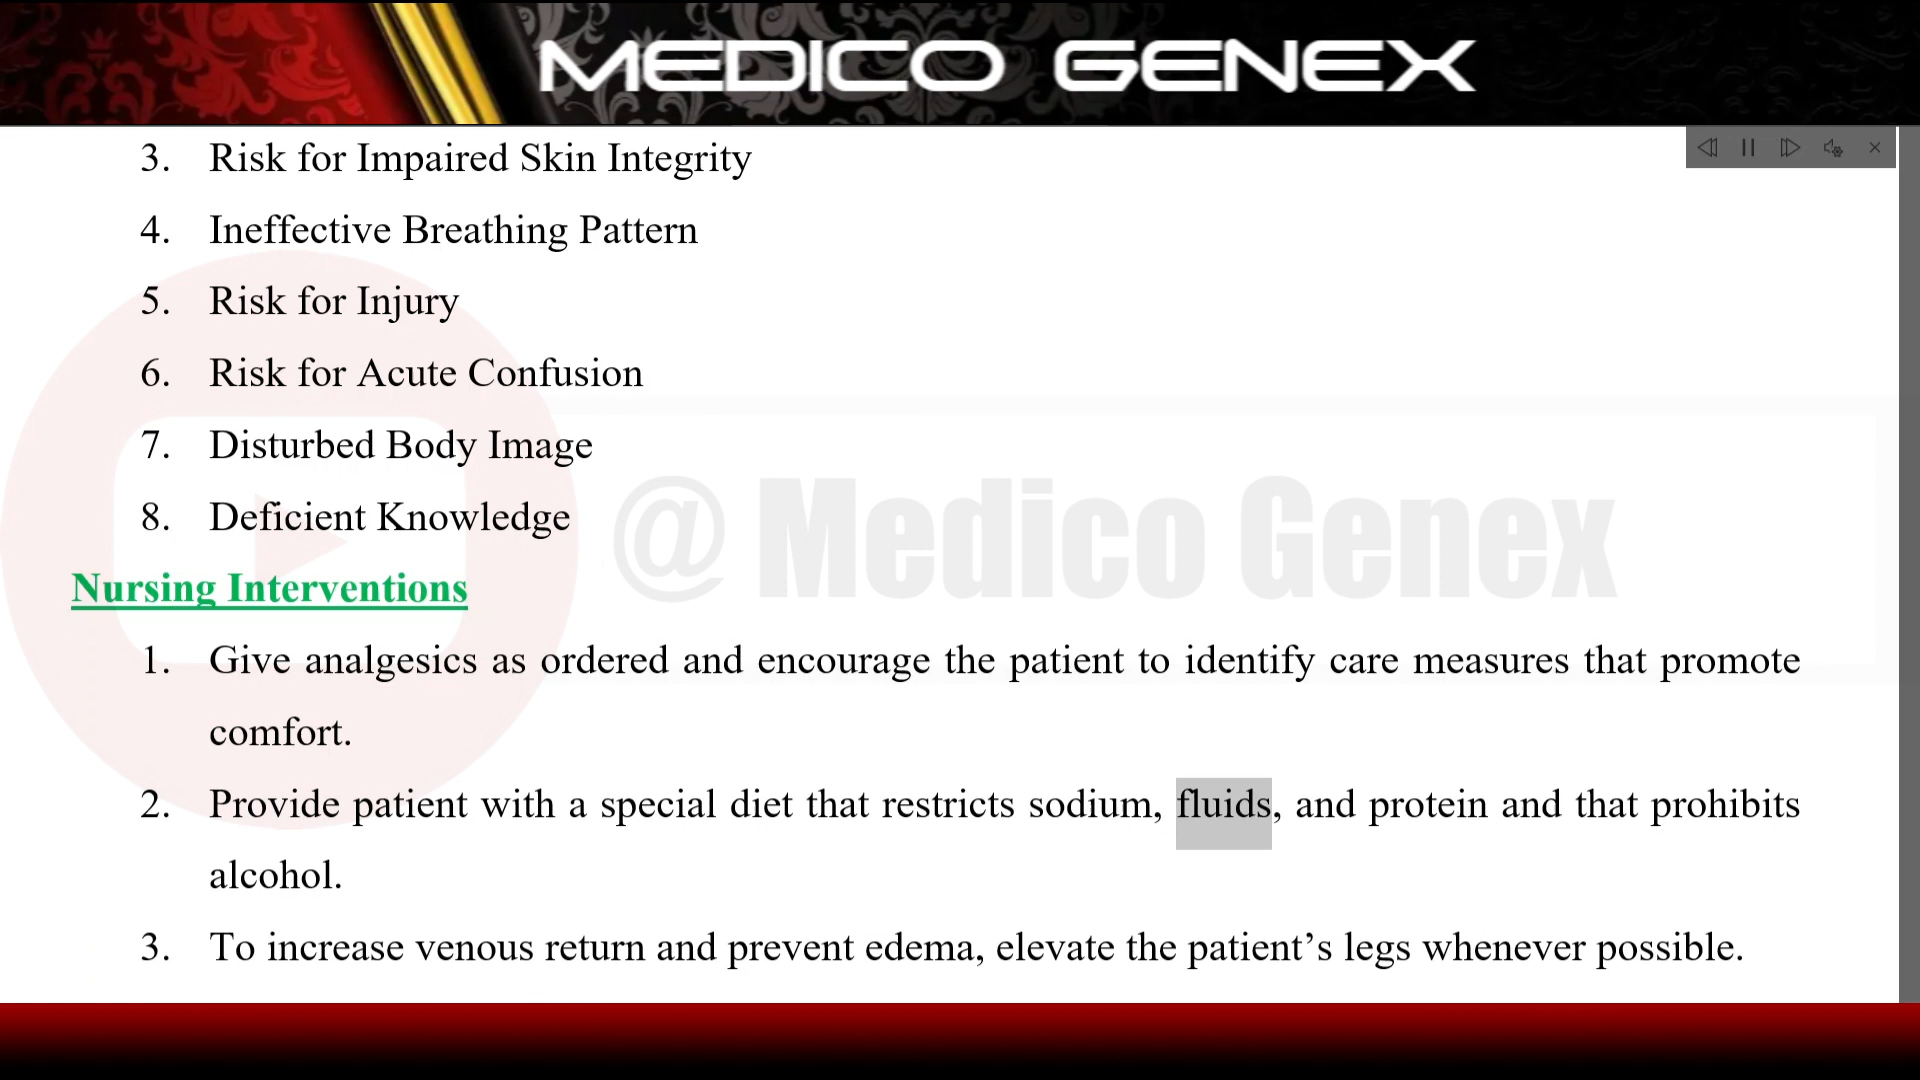 MEDICO GENEX
3. Risk for Impaired Skin Integrity
4. Ineffective Breathing Pattern
5. Risk for Injury
6. Risk for Acute Confusion
7. Disturbed Body Image
8. Deficient Knowledge
@Medico Genex
Nursing Interventions
1. Give analgesics as ordered and encourage the patient to identify care measures that promote
comfort.
2. Provide patient with a special diet that restricts sodium, fluids, and protein and that prohibits
alcohol.
3. To increase venous return and prevent edema, elevate the patient’s legs whenever possible.